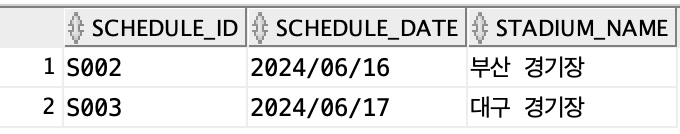 SCHEDULE_ID SCHEDULE_DATE STADIUM_NAME
1 S002 2024/06/16 부산 경기장
2 S003 2024/06/17 대구 경기장